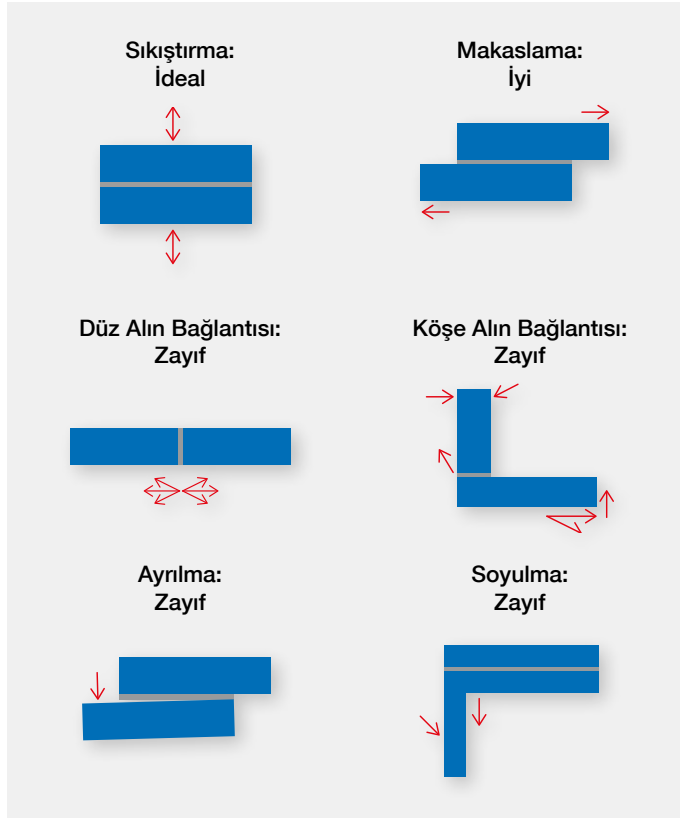 Sıkıştırma:
İdeal
Makaslama:
İyi
Düz Alın Bağlantısı:
Zayıf
Köşe Alın Bağlantısı:
Zayıf
Ayrılma:
Zayıf
Soyulma:
Zayıf